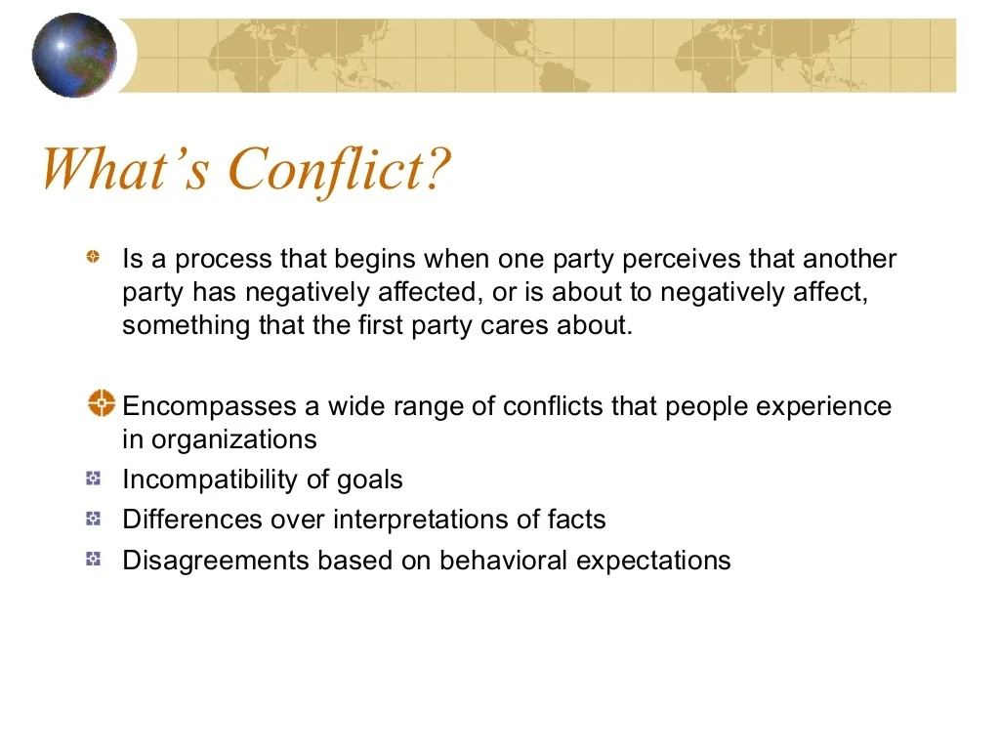 What’s Conflict?
Is a process that begins when one party perceives that another
party has negatively affected, or is about to negatively affect,
something that the first party cares about.
Encompasses a wide range of conflicts that people experience
in organizations
Incompatibility of goals
Differences over interpretations of facts
Disagreements based on behavioral expectations